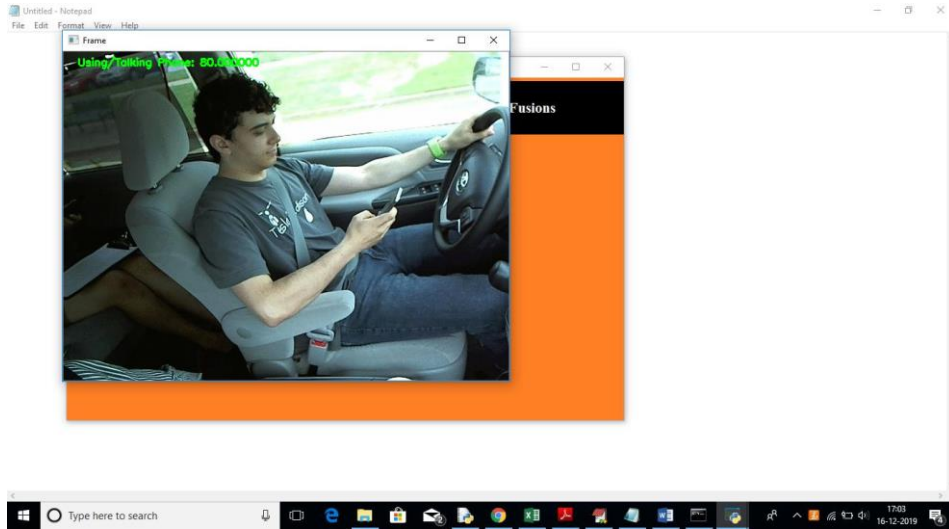 Untitled - Notepad
File Edit Format View Help
Frame
Using/Talking Phone: 80.000000
Fusions
Type here to search
17:03
16-12-2019